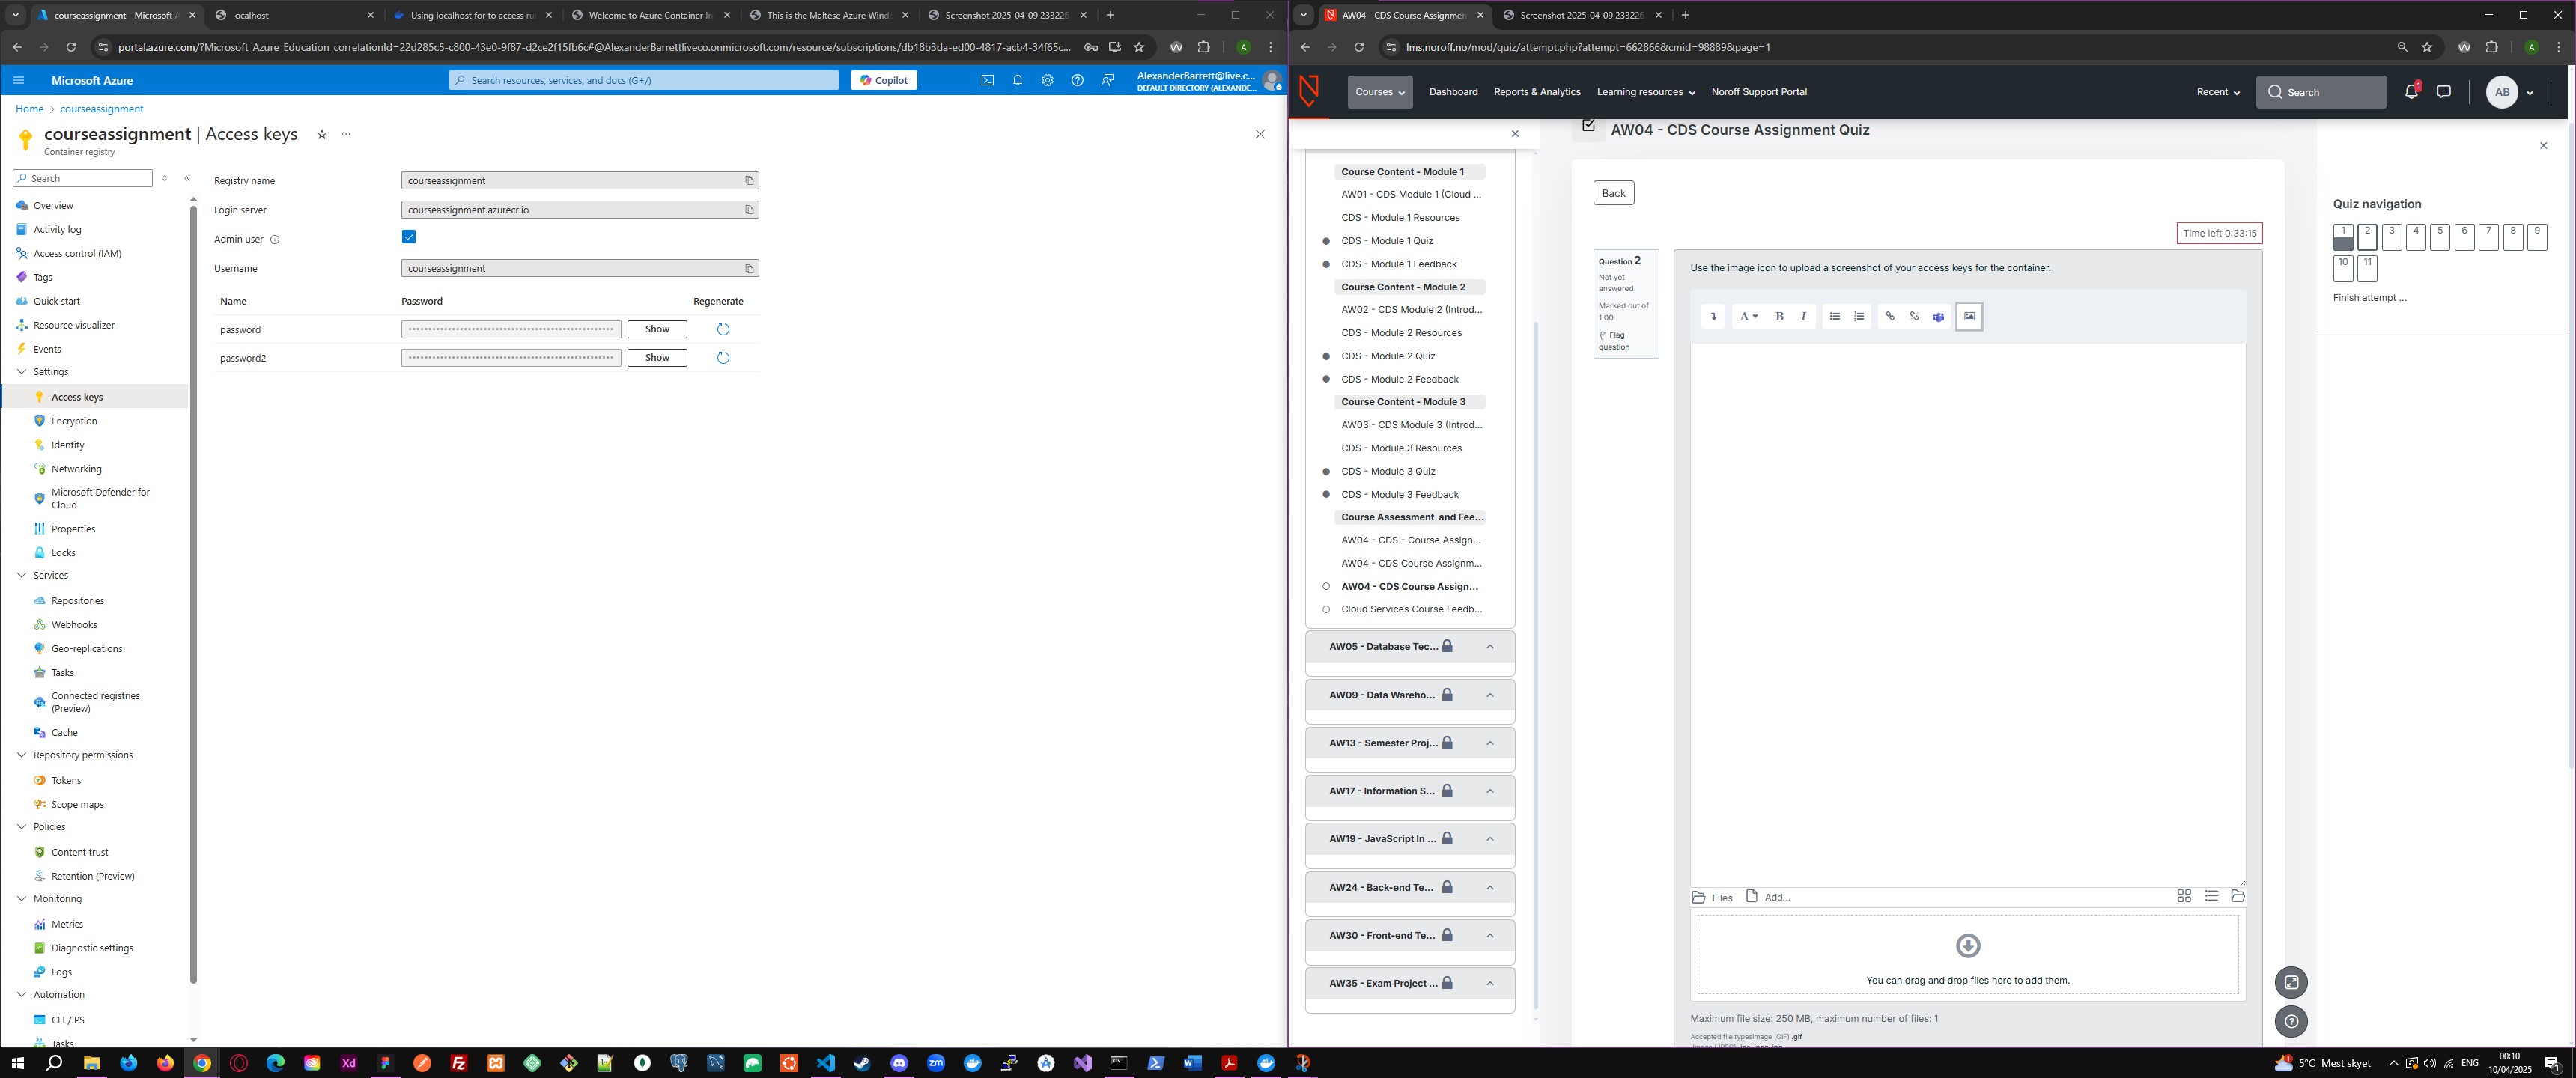 courseassignment - Microsoft A
localhost
Using localhost for to access ru
Welcome to Azure Container In
This is the Maltese Azure Wind
Screenshot 2025-04-09 233226
portal.azure.com/?Microsoft_Azure_Education_correlationId=22d285c5-c800-43e0-9f87-d2ce2f15fb6c#@AlexanderBarrettliveco.onmicrosoft.com/resource/subscriptions/db18b3da-ed00-4817-acb4-34f65c...
A
Microsoft Azure
Search resources, services, and docs (G+/)
Copilot
AlexanderBarrett@live.c...
DEFAULT DIRECTORY (ALEXANDE...
Home > courseassignment
courseassignment | Access keys
Container registry
Search
Overview
Activity log
Access control (IAM)
Tags
Quick start
Resource visualizer
Events
Settings
Access keys
Encryption
Identity
Networking
Microsoft Defender for
Cloud
Properties
Locks
Services
Repositories
Webhooks
Geo-replications
Tasks
Connected registries
(Preview)
Cache
Repository permissions
Tokens
Scope maps
Policies
Content trust
Retention (Preview)
Monitoring
Metrics
Diagnostic settings
Logs
Automation
CLI / PS
Tasks
Registry name
courseassignment
Login server
courseassignment.azurecr.io
Admin user
Username
courseassignment
Name Password Regenerate
password
Show
password2
Show
AW04 - CDS Course Assignmen
Screenshot 2025-04-09 233226
lms.noroff.no/mod/quiz/attempt.php?attempt=662866&cmid=98889&page=1
A
Courses
Dashboard
Reports & Analytics
Learning resources
Noroff Support Portal
Recent
Search
1
AB
Course Content - Module 1
AW01 - CDS Module 1 (Cloud ...
CDS - Module 1 Resources
CDS - Module 1 Quiz
CDS - Module 1 Feedback
Course Content - Module 2
AW02 - CDS Module 2 (Introd...
CDS - Module 2 Resources
CDS - Module 2 Quiz
CDS - Module 2 Feedback
Course Content - Module 3
AW03 - CDS Module 3 (Introd...
CDS - Module 3 Resources
CDS - Module 3 Quiz
CDS - Module 3 Feedback
Course Assessment and Fee...
AW04 - CDS - Course Assign...
AW04 - CDS Course Assignm...
AW04 - CDS Course Assign...
Cloud Services Course Feedb...
AW05 - Database Tec...
AW09 - Data Wareho...
AW13 - Semester Proj...
AW17 - Information S...
AW19 - JavaScript In ...
AW24 - Back-end Te...
AW30 - Front-end Te...
AW35 - Exam Project ...
AW04 - CDS Course Assignment Quiz
Back
Time left 0:33:15
Question 2
Not yet
answered
Marked out of
1.00
Flag
question
Use the image icon to upload a screenshot of your access keys for the container.
A B I
Files
Add...
You can drag and drop files here to add them.
Maximum file size: 250 MB, maximum number of files: 1
Accepted file typesImage (GIF) .gif
Quiz navigation
1 2 3 4 5 6 7 8 9
10 11
Finish attempt ...
Xd
zm
5°C Mest skyet
ENG
00:10
10/04/2025